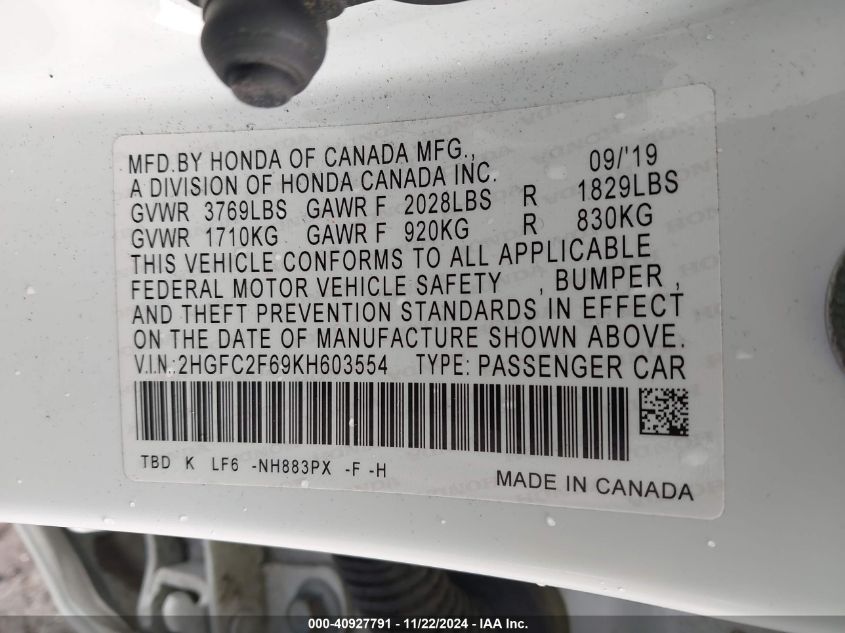 MFD.BY HONDA OF CANADA MFG., 09/'19
A DIVISION OF HONDA CANADA INC.
GVWR 3769LBS GAWR F 2028LBS R 1829LBS
GVWR 1710KG GAWR F 920KG R 830KG
THIS VEHICLE CONFORMS TO ALL APPLICABLE
FEDERAL MOTOR VEHICLE SAFETY , BUMPER ,
AND THEFT PREVENTION STANDARDS IN EFFECT
ON THE DATE OF MANUFACTURE SHOWN ABOVE.
V.I.N.:2HGFC2F69KH603554 TYPE: PASSENGER CAR
TBD K LF6 -NH883PX -F -H
MADE IN CANADA
000-40927791 - 11/22/2024 - IAA Inc.